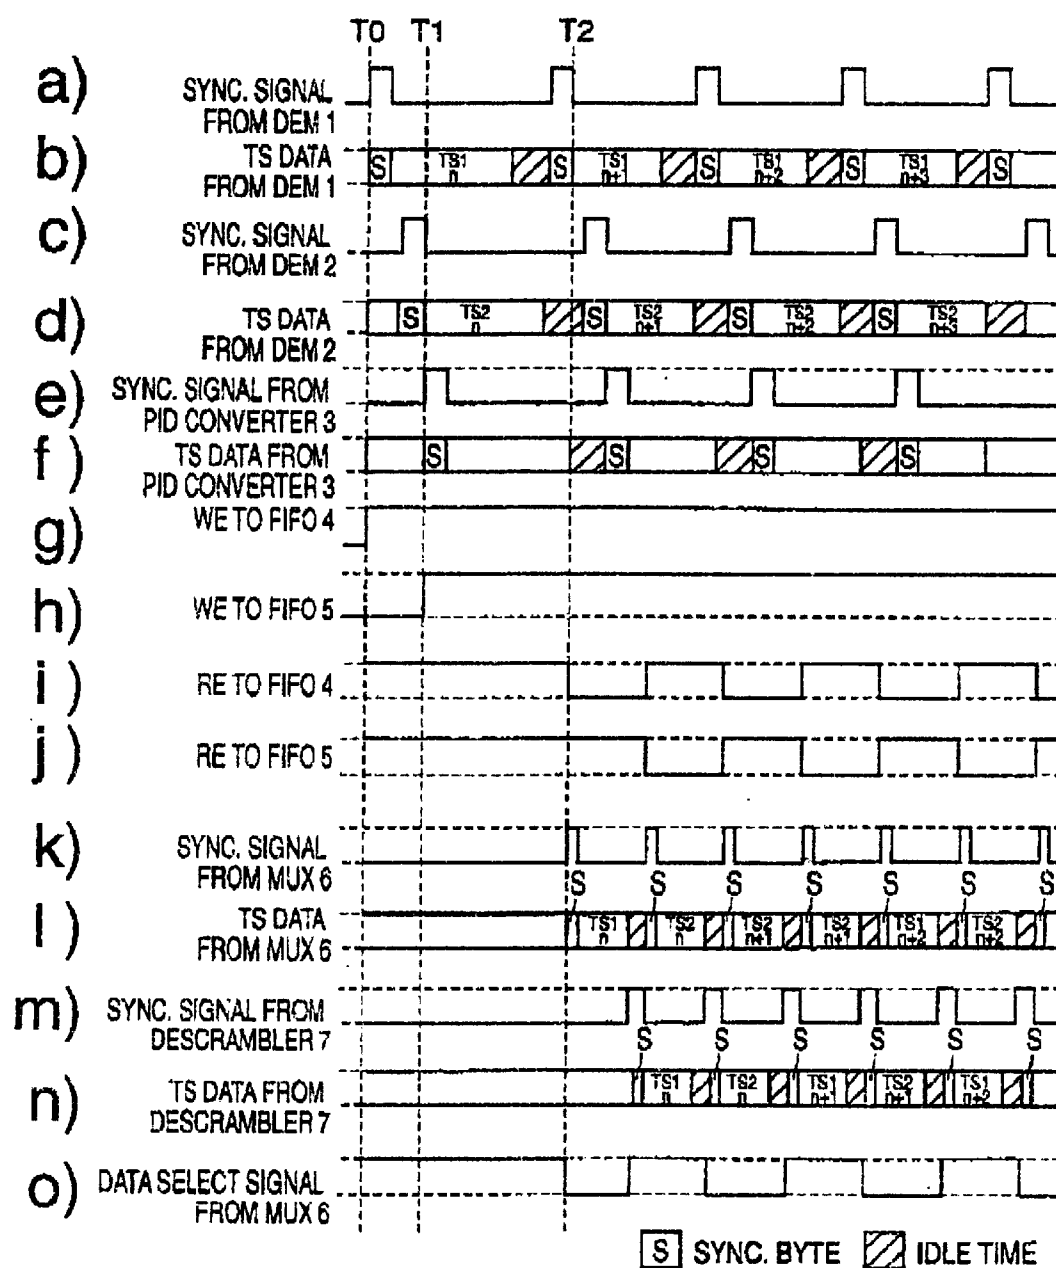 T0 T1 T2
a) SYNC. SIGNAL
FROM DEM 1
b) TS DATA
FROM DEM 1
S TS1 n S TS1 n+1 S TS1 n+2 S TS1 n+3 S
c) SYNC. SIGNAL
FROM DEM 2
d) TS DATA
FROM DEM 2
S TS2 n S TS2 n+1 S TS2 n+2 S TS2 n+3
e) SYNC. SIGNAL FROM
PID CONVERTER 3
f) TS DATA FROM
PID CONVERTER 3
S S S S
g) WE TO FIFO 4
h) WE TO FIFO 5
i) RE TO FIFO 4
j) RE TO FIFO 5
k) SYNC. SIGNAL
FROM MUX 6
S S S S S S S
l) TS DATA
FROM MUX 6
TS1 n TS2 n TS2 n+1 TS2 n+1 TS1 n+2 TS2 n+2
m) SYNC. SIGNAL FROM
DESCRAMBLER 7
S S S S S S
n) TS DATA FROM
DESCRAMBLER 7
TS1 n TS2 n TS1 n+1 TS2 n+1 TS1 n+2
o) DATA SELECT SIGNAL
FROM MUX 6
S SYNC. BYTE IDLE TIME